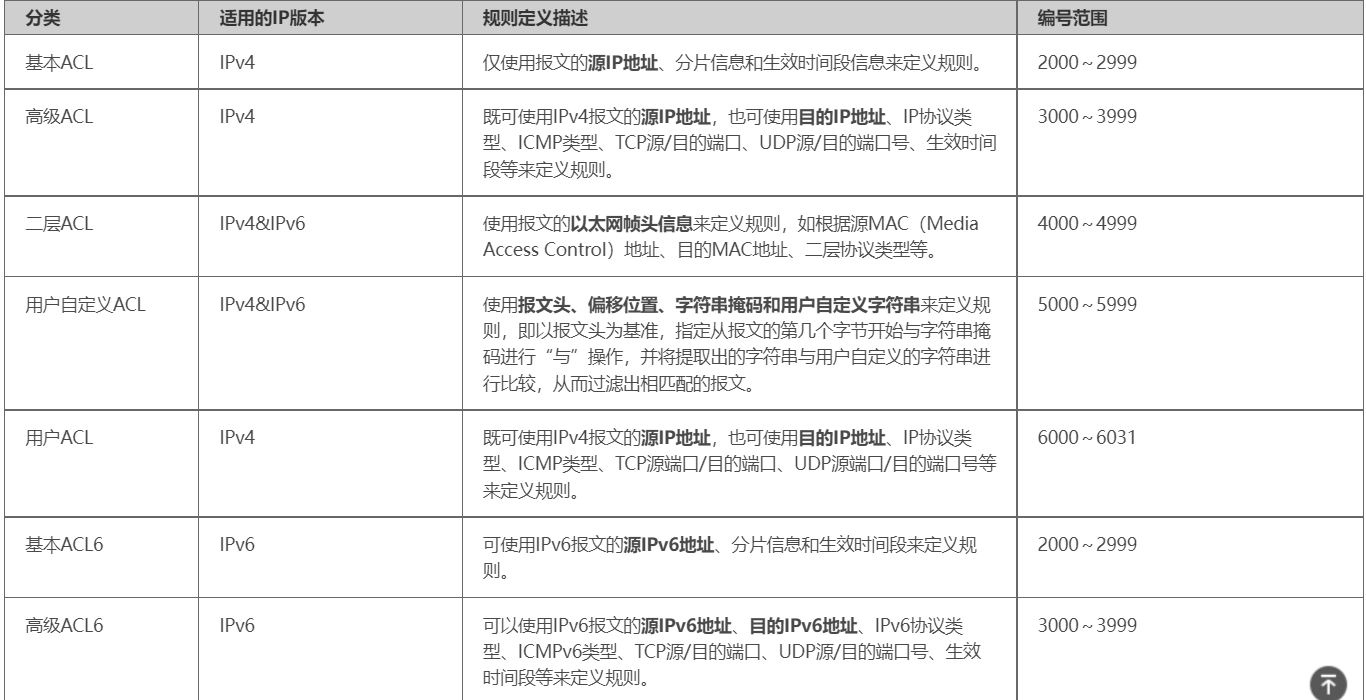 分类 适用的IP版本 规则定义描述 编号范围
基本ACL IPv4 仅使用报文的源IP地址、分片信息和生效时间段信息来定义规则。 2000～2999
高级ACL IPv4 既可使用IPv4报文的源IP地址，也可使用目的IP地址、IP协议类 3000～3999
型、ICMP类型、TCP源/目的端口、UDP源/目的端口号、生效时间
段等来定义规则。
二层ACL IPv4&IPv6 使用报文的以太网帧头信息来定义规则，如根据源MAC（Media 4000～4999
Access Control）地址、目的MAC地址、二层协议类型等。
用户自定义ACL IPv4&IPv6 使用报文头、偏移位置、字符串掩码和用户自定义字符串来定义规 5000～5999
则，即以报文头为基准，指定从报文的第几个字节开始与字符串掩
码进行“与”操作，并将提取出的字符串与用户自定义的字符串进
行比较，从而过滤出相匹配的报文。
用户ACL IPv4 既可使用IPv4报文的源IP地址，也可使用目的IP地址、IP协议类 6000～6031
型、ICMP类型、TCP源端口/目的端口、UDP源端口/目的端口号等
来定义规则。
基本ACL6 IPv6 可使用IPv6报文的源IPv6地址、分片信息和生效时间段来定义规 2000～2999
则。
高级ACL6 IPv6 可以使用IPv6报文的源IPv6地址、目的IPv6地址、IPv6协议类 3000～3999
型、ICMPv6类型、TCP源/目的端口、UDP源/目的端口号、生效
时间段等来定义规则。